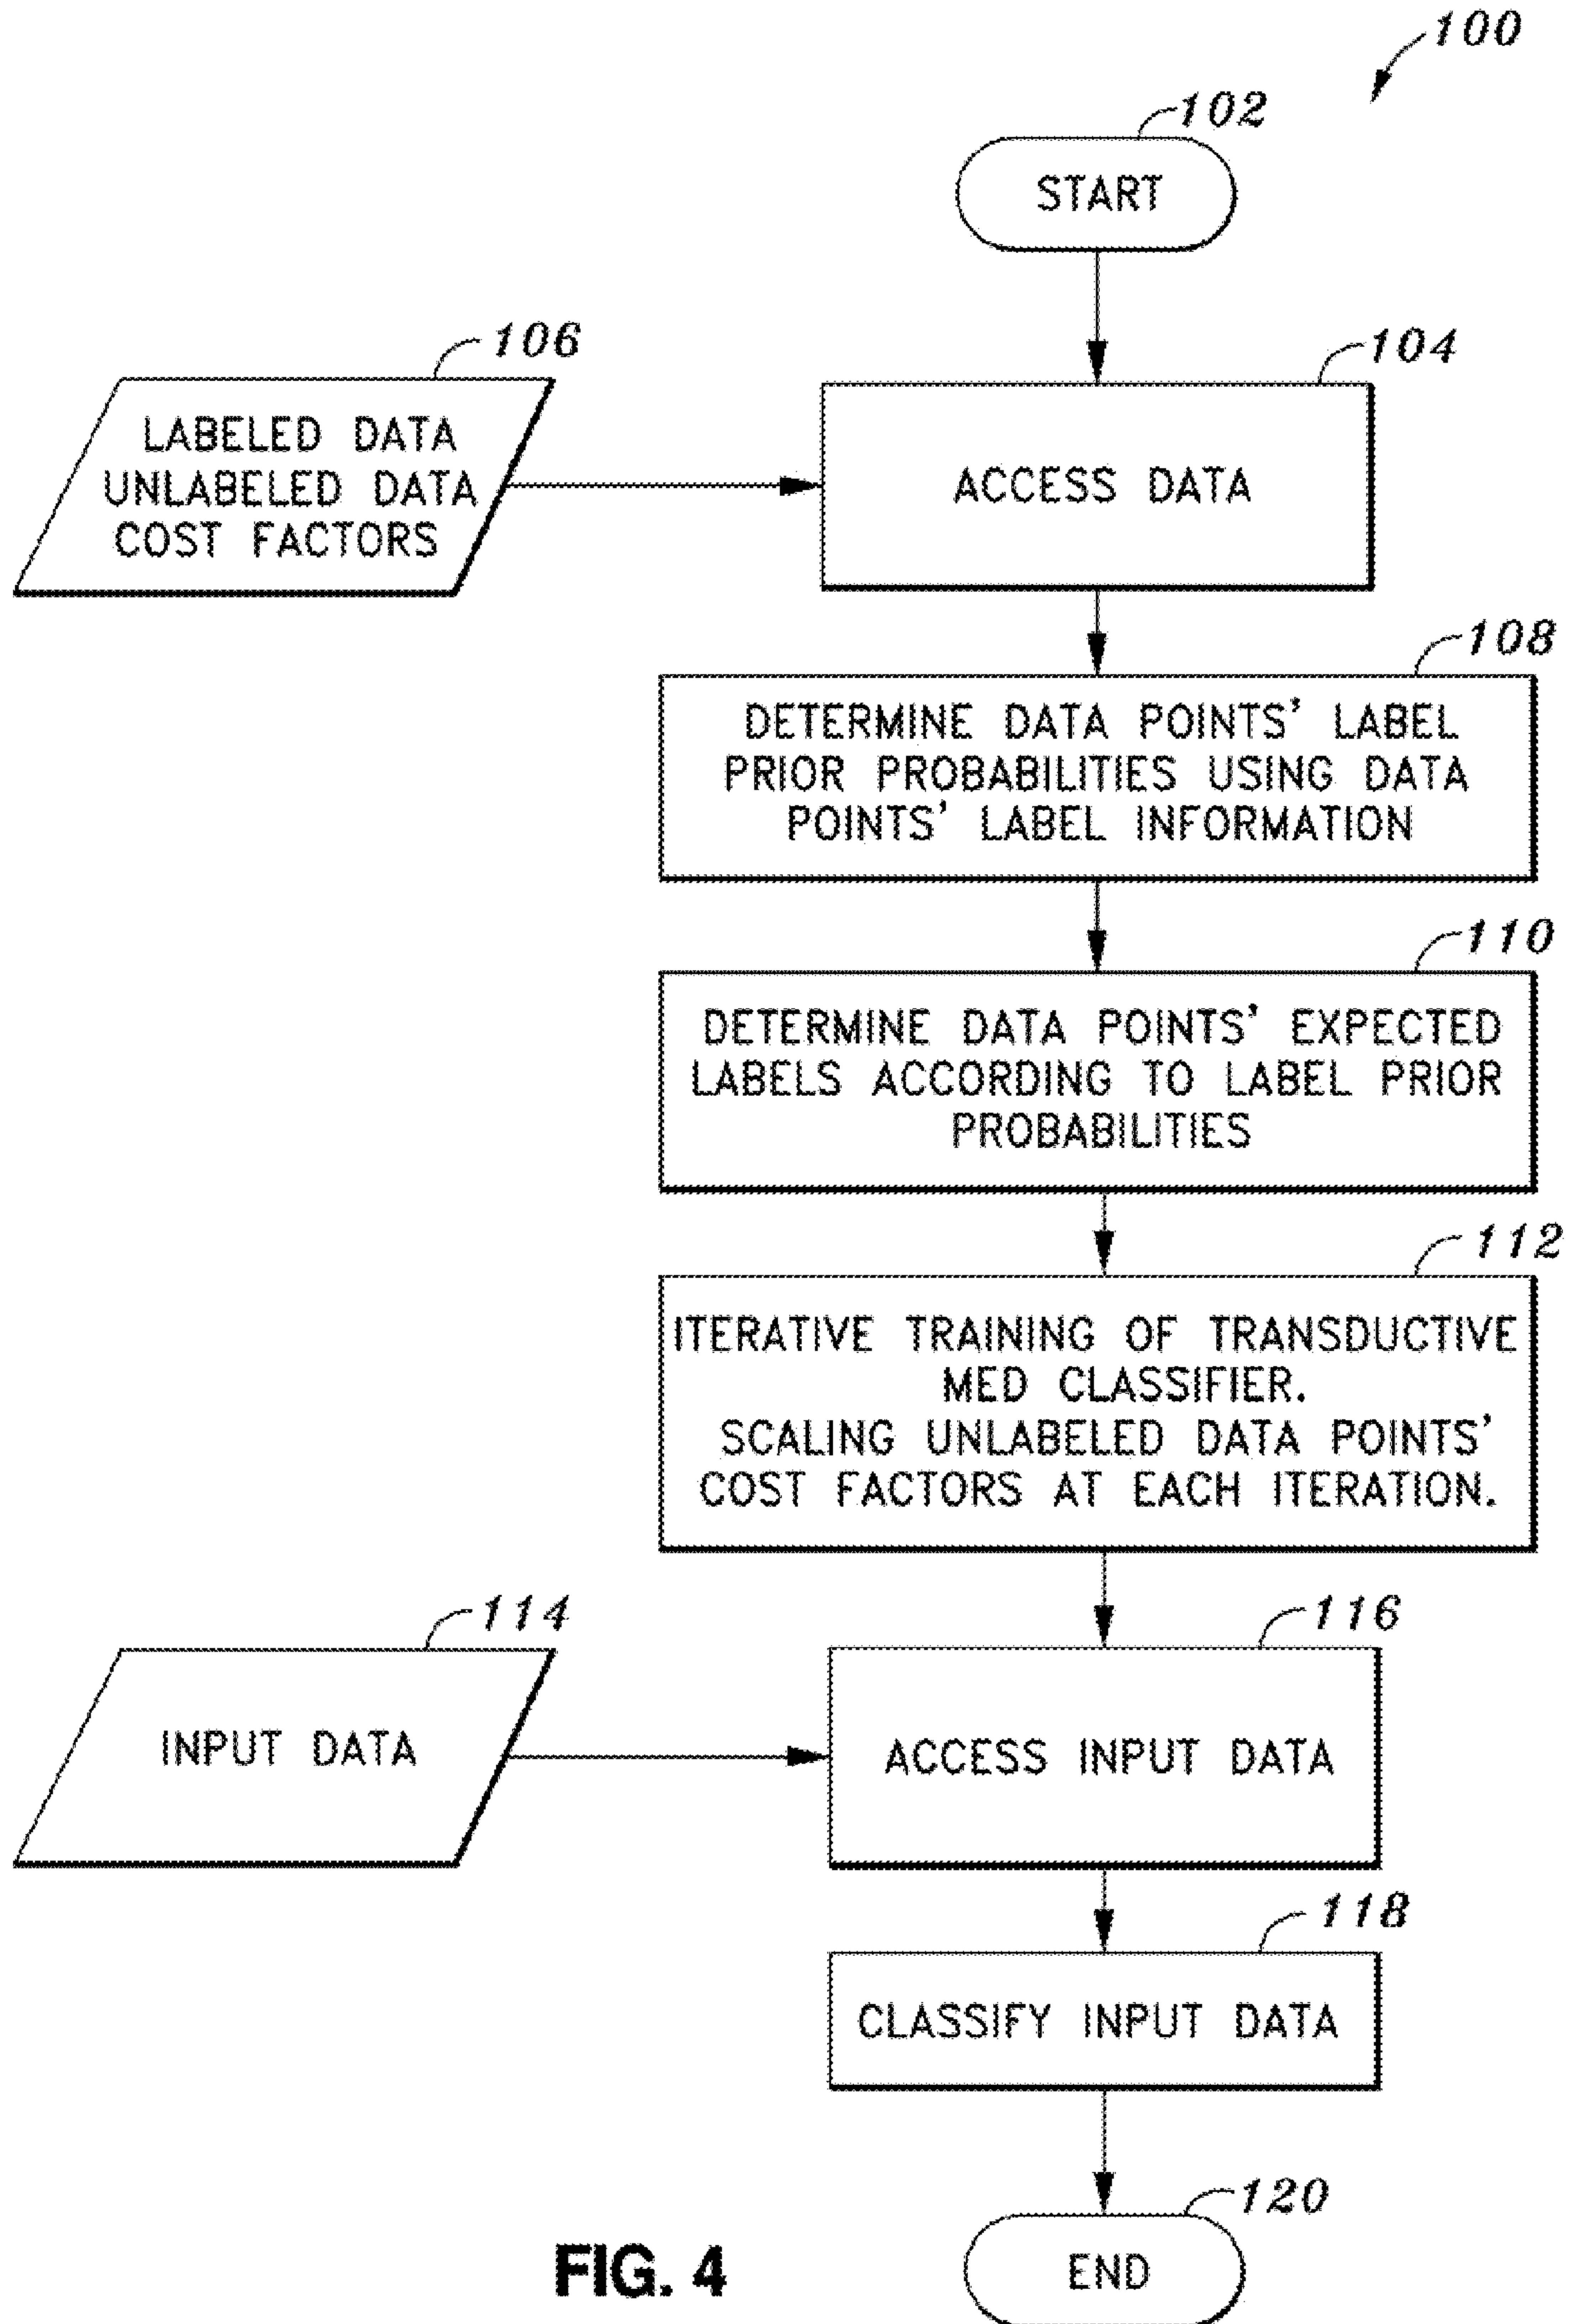 100
102
START
106
LABELED DATA
UNLABELED DATA
COST FACTORS
104
ACCESS DATA
108
DETERMINE DATA POINTS' LABEL
PRIOR PROBABILITIES USING DATA
POINTS' LABEL INFORMATION
110
DETERMINE DATA POINTS' EXPECTED
LABELS ACCORDING TO LABEL PRIOR
PROBABILITIES
112
ITERATIVE TRAINING OF TRANSDUCTIVE
MED CLASSIFIER.
SCALING UNLABELED DATA POINTS'
COST FACTORS AT EACH ITERATION.
114
INPUT DATA
116
ACCESS INPUT DATA
118
CLASSIFY INPUT DATA
120
END
FIG. 4